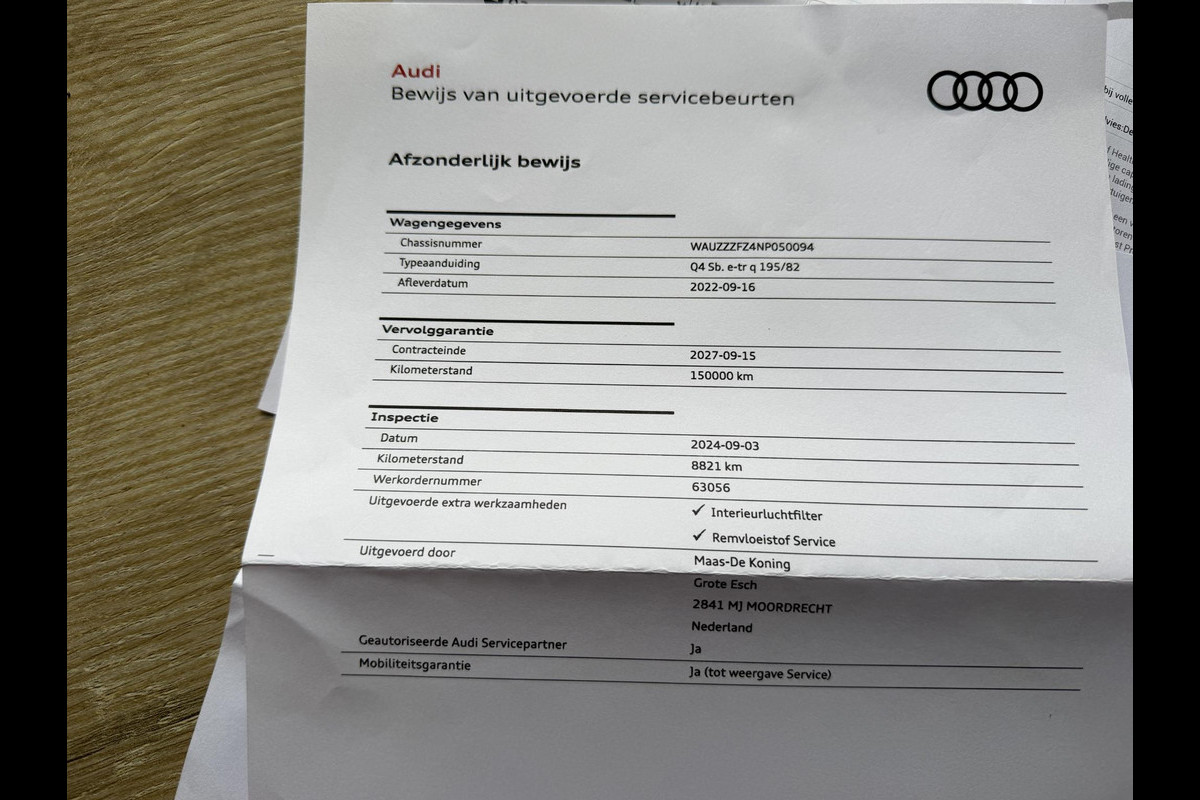 Audi
Bewijs van uitgevoerde servicebeurten
Afzonderlijk bewijs
Wagengegevens
Chassisnummer WAUZZZFZ4NP050094
Typeaanduiding Q4 Sb. e-tr q 195/82
Afleverdatum 2022-09-16
Vervolggarantie
Contracteinde 2027-09-15
Kilometerstand 150000 km
Inspectie
Datum 2024-09-03
Kilometerstand 8821 km
Werkordernummer 63056
Uitgevoerde extra werkzaamheden ✓ Interieurluchtfilter
✓ Remvloeistof Service
Uitgevoerd door Maas-De Koning
Grote Esch
2841 MJ MOORDRECHT
Nederland
Geautoriseerde Audi Servicepartner Ja
Mobiliteitsgarantie Ja (tot weergave Service)
bij volle